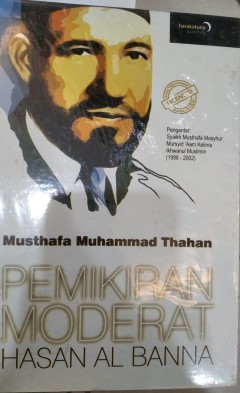 harakatuna
Pengantar:
Syaikh Musthafa Masyhur
Mursyid 'Aam Kelima
Ikhwanul Muslimin
(1996 - 2002)
Musthafa Muhammad Thahan
PEMIKIRAN
MODERAT
HASAN AL BANNA